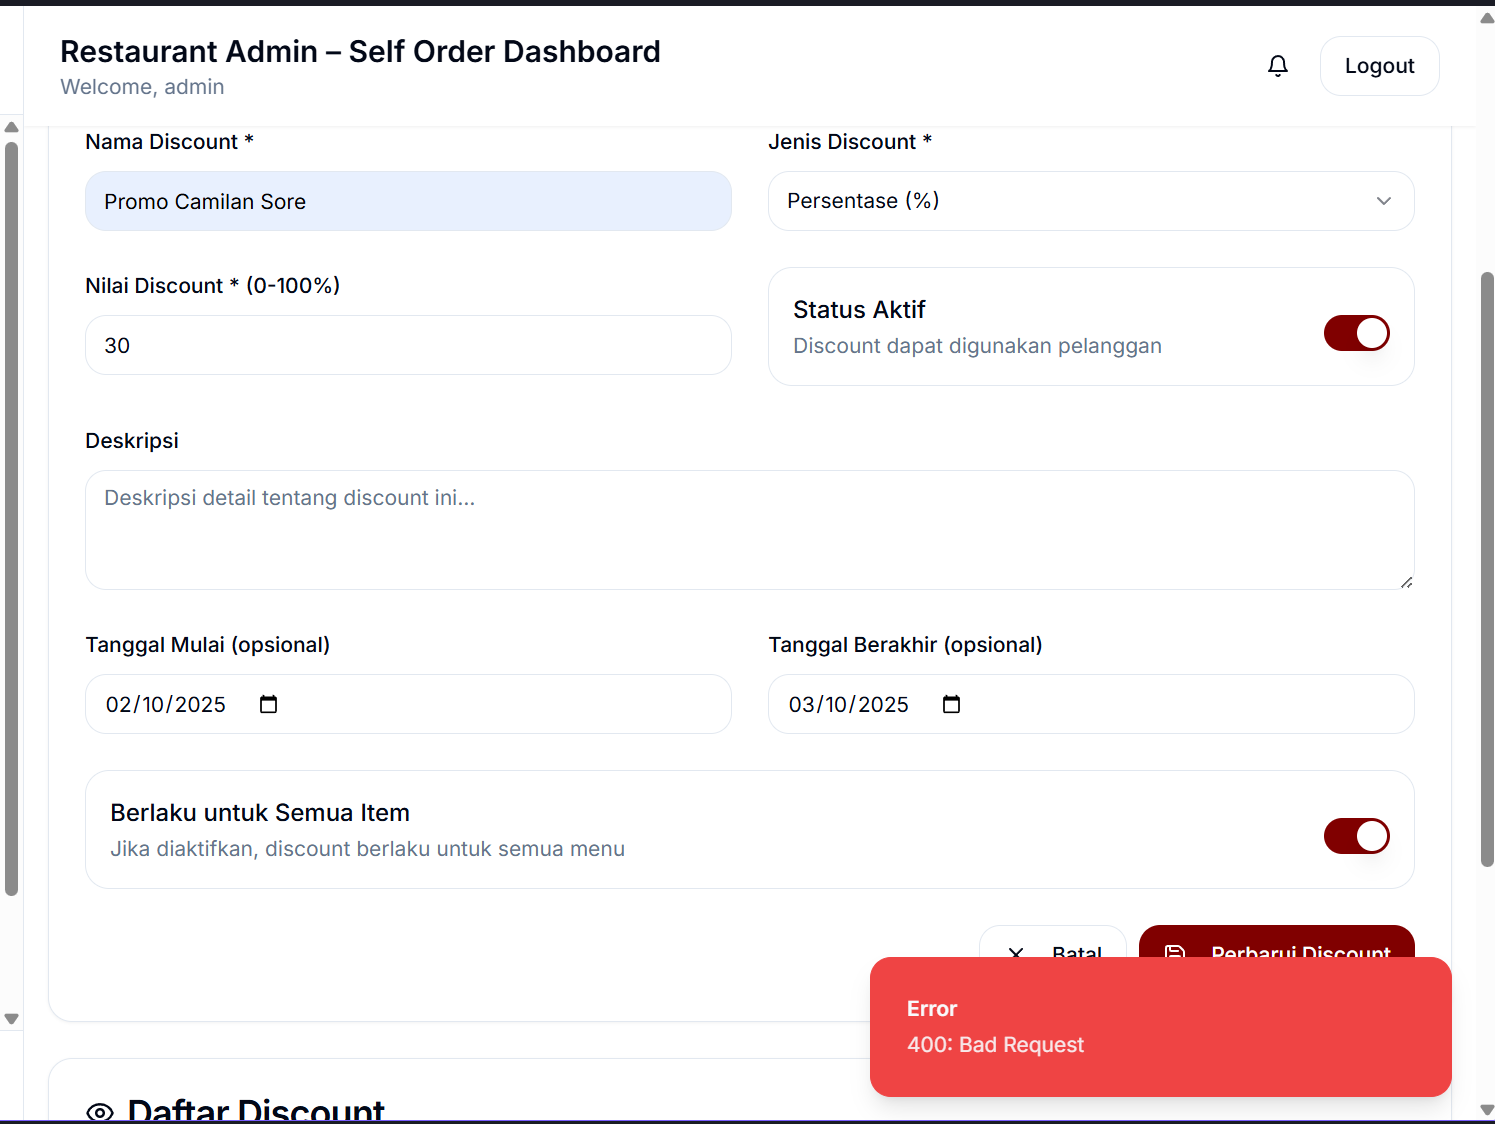 Restaurant Admin – Self Order Dashboard
Welcome, admin
Logout
Nama Discount *
Jenis Discount *
Promo Camilan Sore
Persentase (%)
Nilai Discount * (0-100%)
30
Status Aktif
Discount dapat digunakan pelanggan
Deskripsi
Deskripsi detail tentang discount ini...
Tanggal Mulai (opsional)
Tanggal Berakhir (opsional)
02/10/2025
03/10/2025
Berlaku untuk Semua Item
Jika diaktifkan, discount berlaku untuk semua menu
Batal
Perbarui Discount
Error
400: Bad Request
Daftar Discount